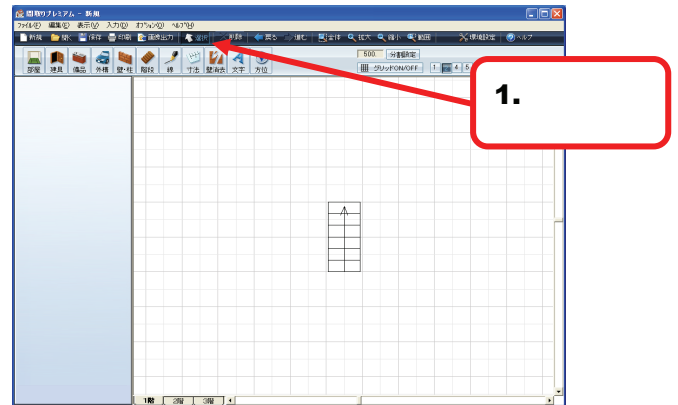 間取りプレミアム - 新規
ファイル(F) 編集(E) 表示(V) 入力(D) オプション(O) ヘルプ(H)
新規 開く 保存 印刷 画像出力 選択 削除 戻る 進む 全体 拡大 縮小 範囲 環境設定 ヘルプ
500. 分割設定
部屋 建具 備品 外構 壁・柱 階段 線 寸法 壁消去 文字 方位 グリッドON/OFF 1 4 5
1.
1階 2階 3階